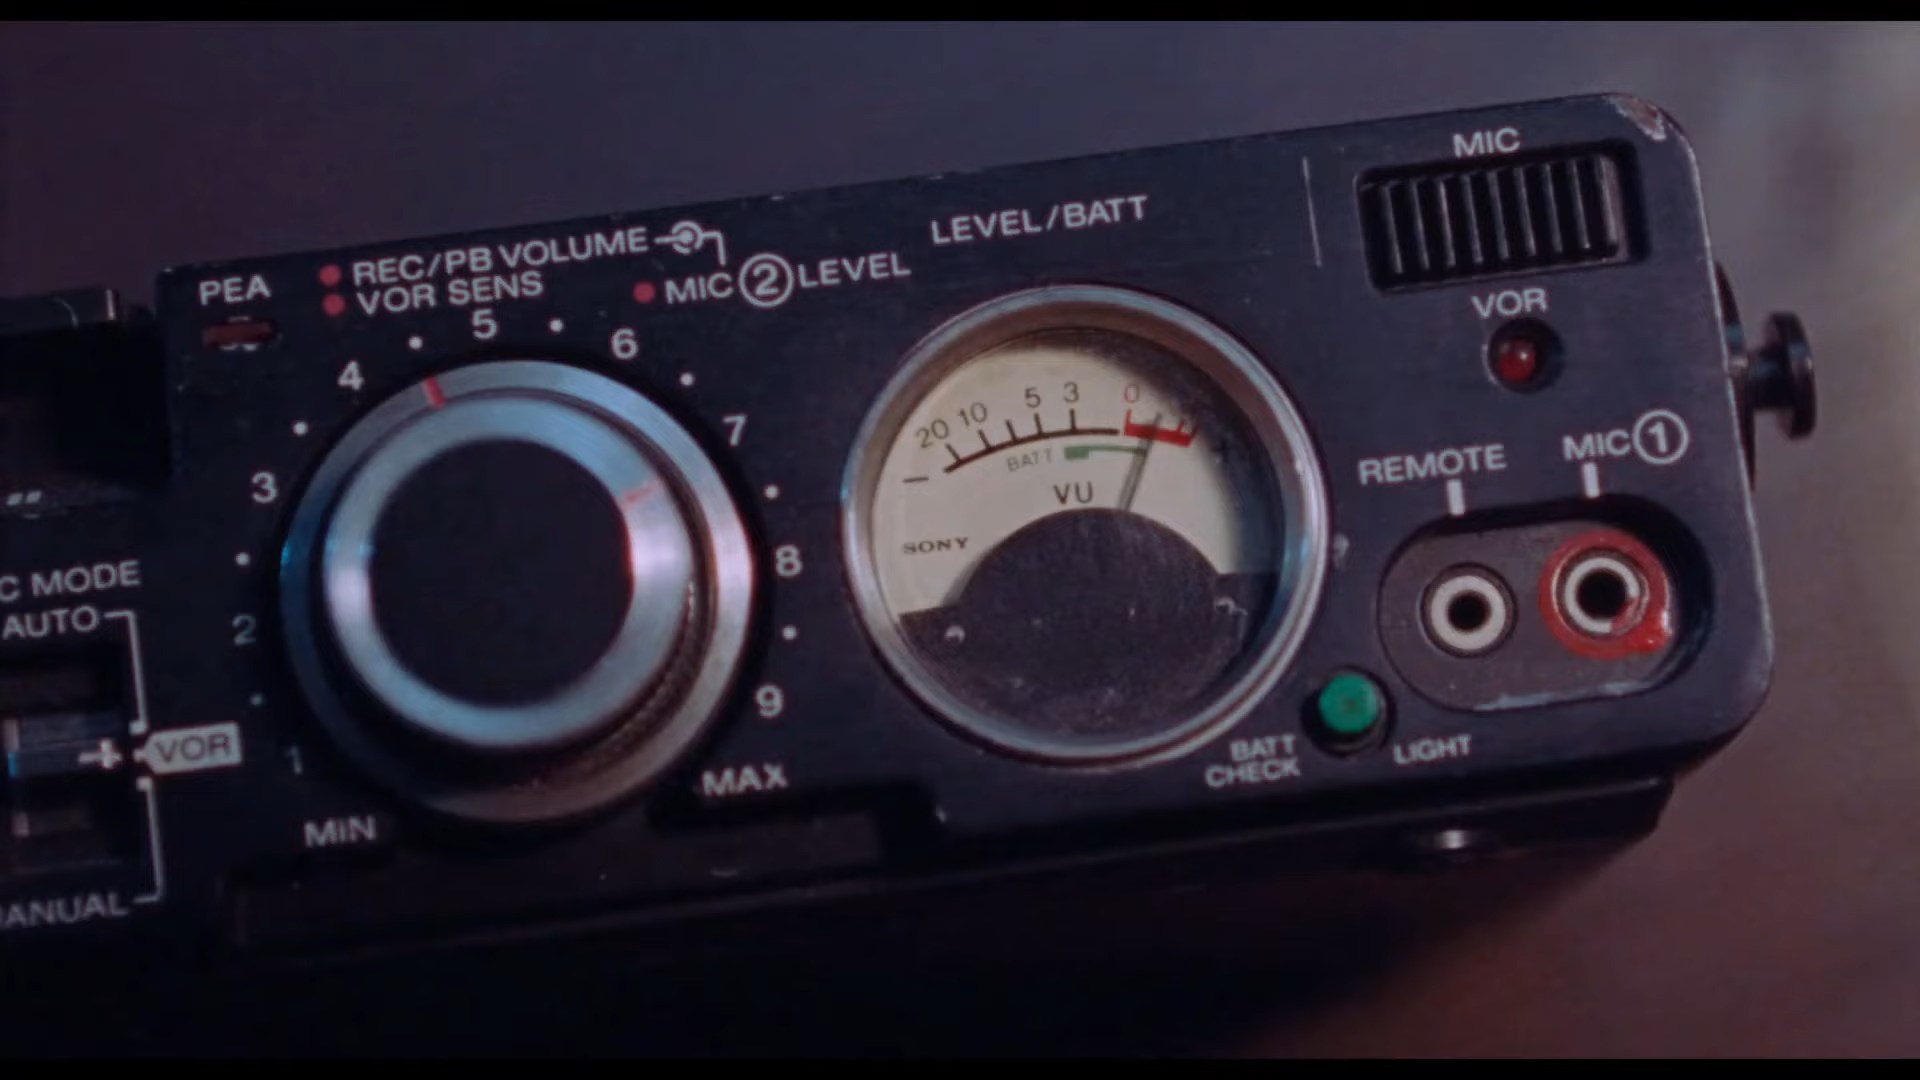 MIC
LEVEL/BATT
REC/PB VOLUME
PEA
VOR SENS
MIC ② LEVEL
VOR
5
6
4
20 10 5 3 0
7
MIC ①
REMOTE
BATT
3
VU
SONY
8
C MODE
AUTO
2
9
VOR
1
BATT
CHECK
LIGHT
MAX
MIN
MANUAL